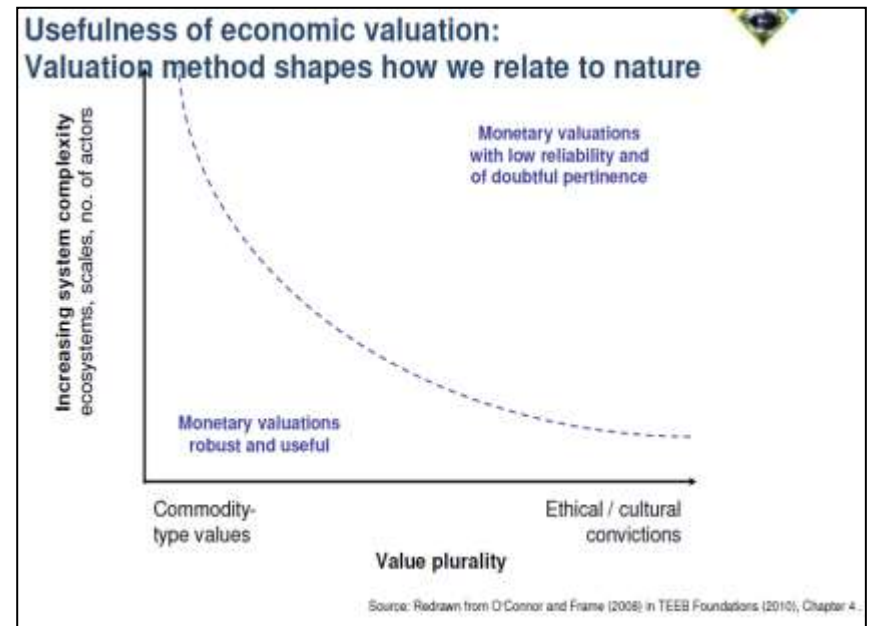 Usefulness of economic valuation:
Valuation method shapes how we relate to nature
Increasing system complexity
ecosystems, scales, no. of actors
Monetary valuations
with low reliability and
of doubtful pertinence
Monetary valuations
robust and useful
Commodity-
type values
Ethical / cultural
convictions
Value plurality
Source: Redrawn from O'Connor and Frame (2008) in TEEB Foundations (2010), Chapter 4.